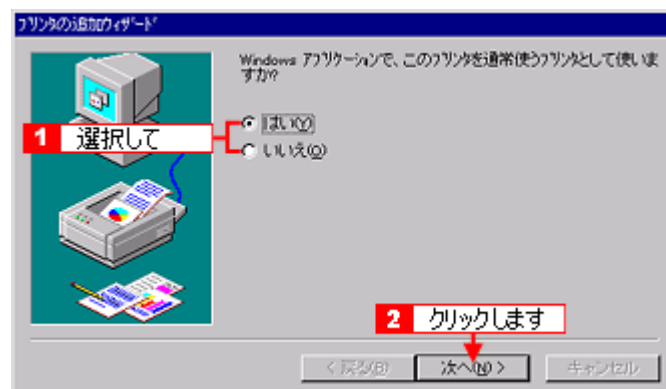 プリンタの追加ウィザード
Windows アプリケーションで、このプリンタを通常使うプリンタとして使いま
すか?
はい(Y)
1 選択して
いいえ(O)
2 クリックします
< 戻る(B)
次へ(N) >
キャンセル